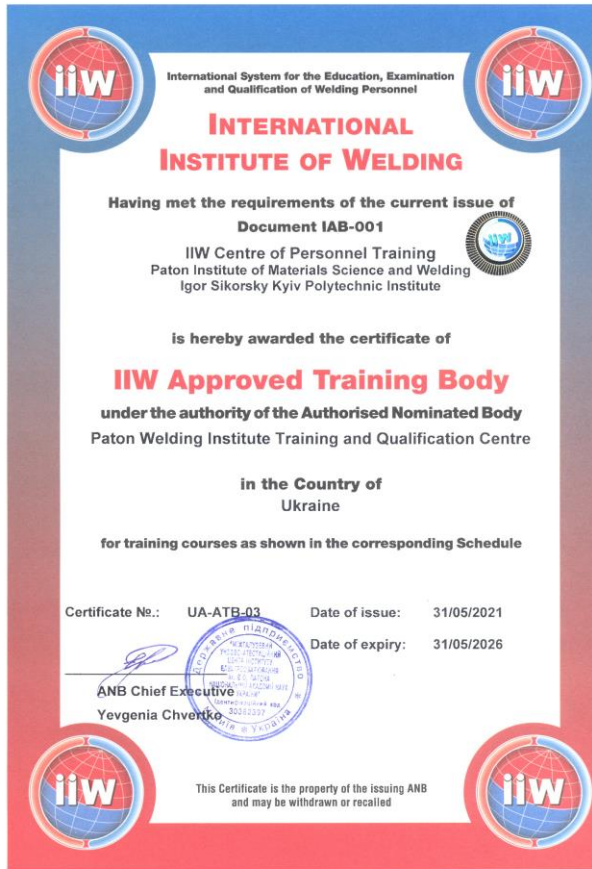 iiW
iiW
International System for the Education, Examination
and Qualification of Welding Personnel
INTERNATIONAL
INSTITUTE OF WELDING
Having met the requirements of the current issue of
Document IAB-001
IIW Centre of Personnel Training
Paton Institute of Materials Science and Welding
Igor Sikorsky Kyiv Polytechnic Institute
is hereby awarded the certificate of
IIW Approved Training Body
under the authority of the Authorised Nominated Body
Paton Welding Institute Training and Qualification Centre
in the Country of
Ukraine
for training courses as shown in the corresponding Schedule
Certificate №.: UA-ATB-03 Date of issue: 31/05/2021
Date of expiry: 31/05/2026
Державне підприємство
ідентифікаційний код
Україна
ANB Chief Executive
Yevgenia Chvertko
iiW
iiW
This Certificate is the property of the issuing ANB
and may be withdrawn or recalled